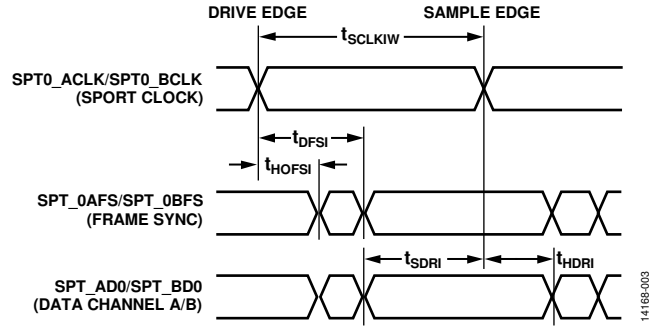 DRIVE EDGE
SAMPLE EDGE
tSCLKIW
SPT0_ACLK/SPT0_BCLK
(SPORT CLOCK)
tDFSI
tHOFSI
SPT_0AFS/SPT_0BFS
(FRAME SYNC)
tSDRI
tHDRI
SPT_AD0/SPT_BD0
(DATA CHANNEL A/B)
14168-003